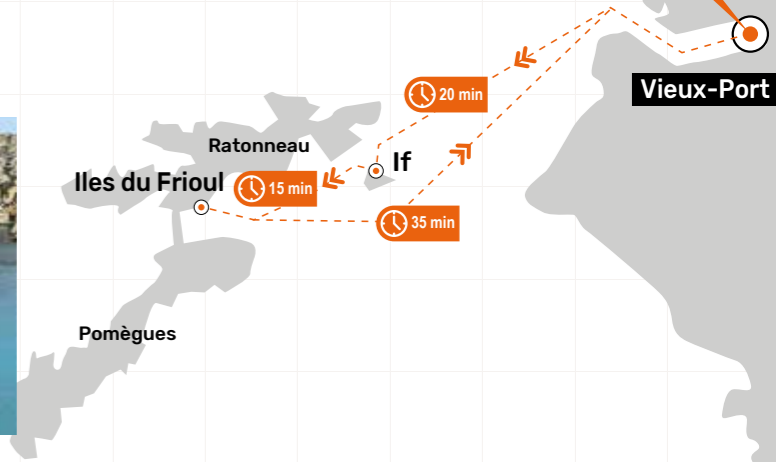 Vieux-Port
20 min
Ratonneau
If
Iles du Frioul
15 min
35 min
Pomègues